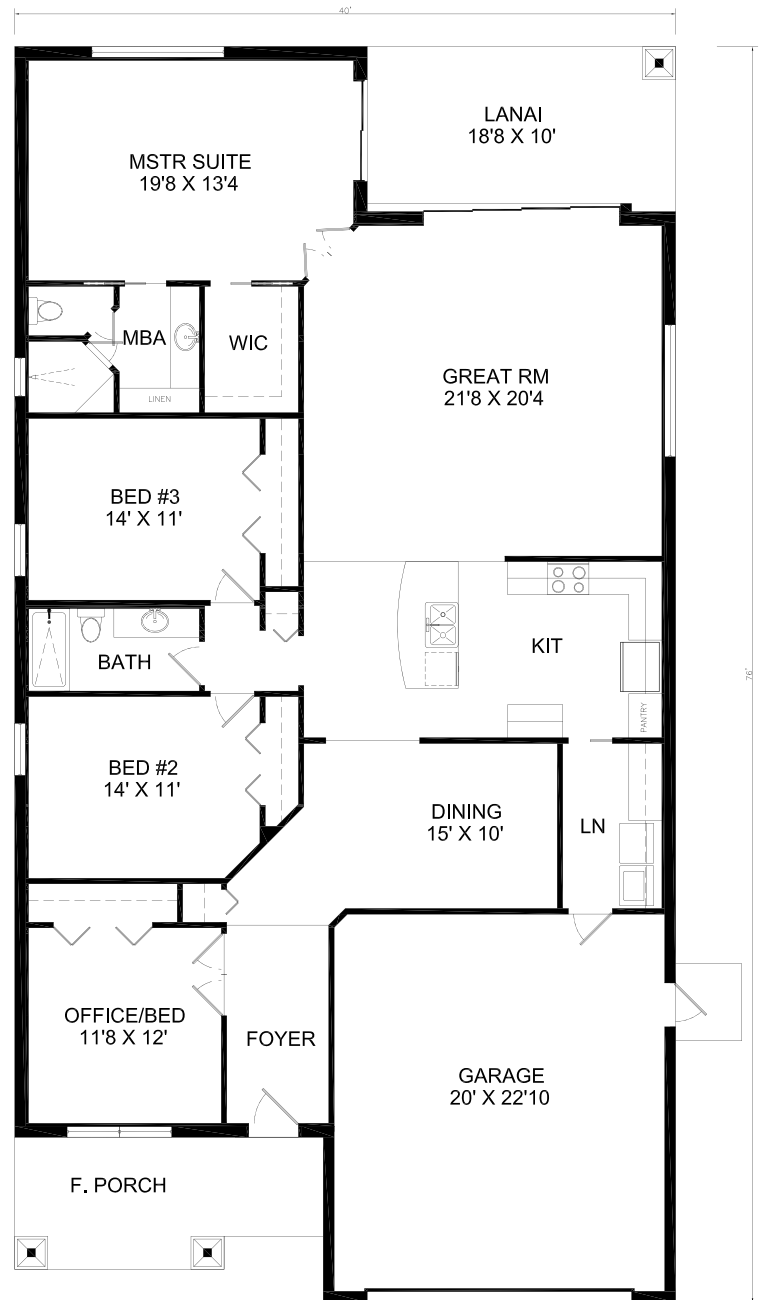 40'
LANAI
18'8 X 10'
MSTR SUITE
19'8 X 13'4
MBA
WIC
LINEN
GREAT RM
21'8 X 20'4
BED #3
14' X 11'
KIT
BATH
76'
PANTRY
BED #2
14' X 11'
DINING
15' X 10'
LN
OFFICE/BED
11'8 X 12'
FOYER
GARAGE
20' X 22'10
F. PORCH